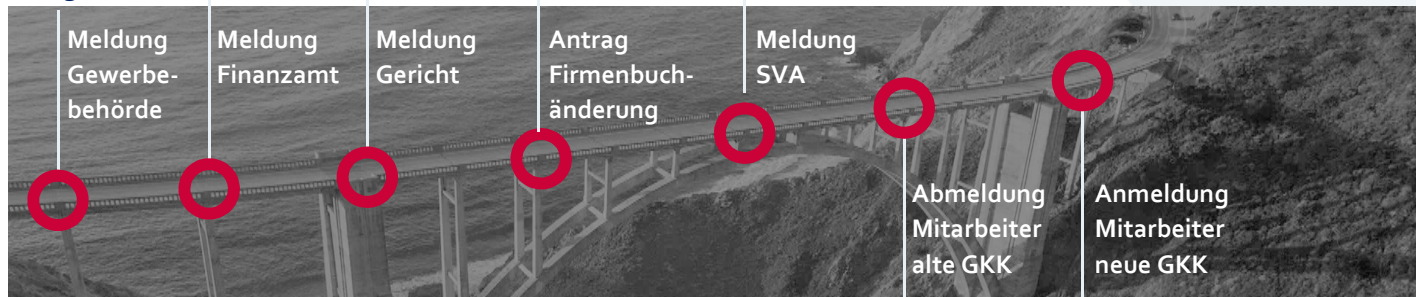 Meldung
Gewerbe-
behörde
Meldung
Finanzamt
Meldung
Gericht
Antrag
Firmenbuch-
änderung
Meldung
SVA
Abmeldung
Mitarbeiter
alte GKK
Anmeldung
Mitarbeiter
neue GKK